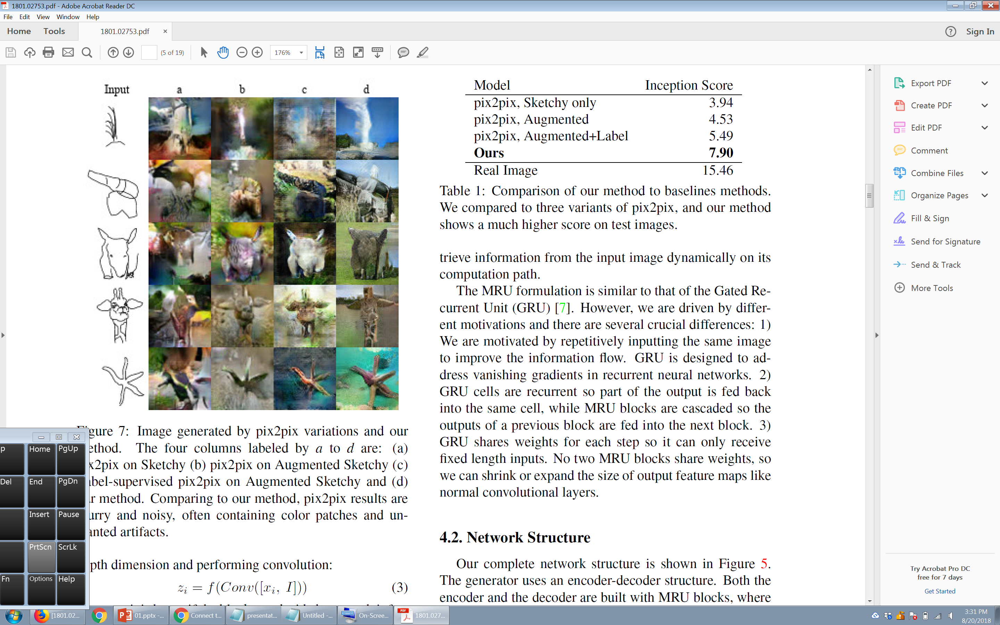 1801.02753.pdf - Adobe Acrobat Reader DC
File Edit View Window Help
Home Tools 1801.02753.pdf × ? Sign In
(5 of 19) 176%
Input a b c d
Figure 7: Image generated by pix2pix variations and our
ethod. The four columns labeled by a to d are: (a)
x2pix on Sketchy (b) pix2pix on Augmented Sketchy (c)
bel-supervised pix2pix on Augmented Sketchy and (d)
r method. Comparing to our method, pix2pix results are
urry and noisy, often containing color patches and un-
anted artifacts.
pth dimension and performing convolution:
z_i = f(Conv([x_i, I])) (3)
Model Inception Score
pix2pix, Sketchy only 3.94
pix2pix, Augmented 4.53
pix2pix, Augmented+Label 5.49
Ours 7.90
Real Image 15.46
Table 1: Comparison of our method to baselines methods.
We compared to three variants of pix2pix, and our method
shows a much higher score on test images.
trieve information from the input image dynamically on its
computation path.
The MRU formulation is similar to that of the Gated Re-
current Unit (GRU) [7]. However, we are driven by differ-
ent motivations and there are several crucial differences: 1)
We are motivated by repetitively inputting the same image
to improve the information flow. GRU is designed to ad-
dress vanishing gradients in recurrent neural networks. 2)
GRU cells are recurrent so part of the output is fed back
into the same cell, while MRU blocks are cascaded so the
outputs of a previous block are fed into the next block. 3)
GRU shares weights for each step so it can only receive
fixed length inputs. No two MRU blocks share weights, so
we can shrink or expand the size of output feature maps like
normal convolutional layers.
4.2. Network Structure
Our complete network structure is shown in Figure 5.
The generator uses an encoder-decoder structure. Both the
encoder and the decoder are built with MRU blocks, where
Export PDF
Create PDF
Edit PDF
Comment
Combine Files
Organize Pages
Fill & Sign
Send for Signature
Send & Track
More Tools
Try Acrobat Pro DC
free for 7 days
Get Started
p Home PgUp
Del End PgDn
Insert Pause
PrtScn ScrLk
Fn Options Help
[1801.02... 01.pptx -... Connect t... presentat... Untitled -... On-Scree... PDF 1801.027...
3:31 PM
8/20/2018